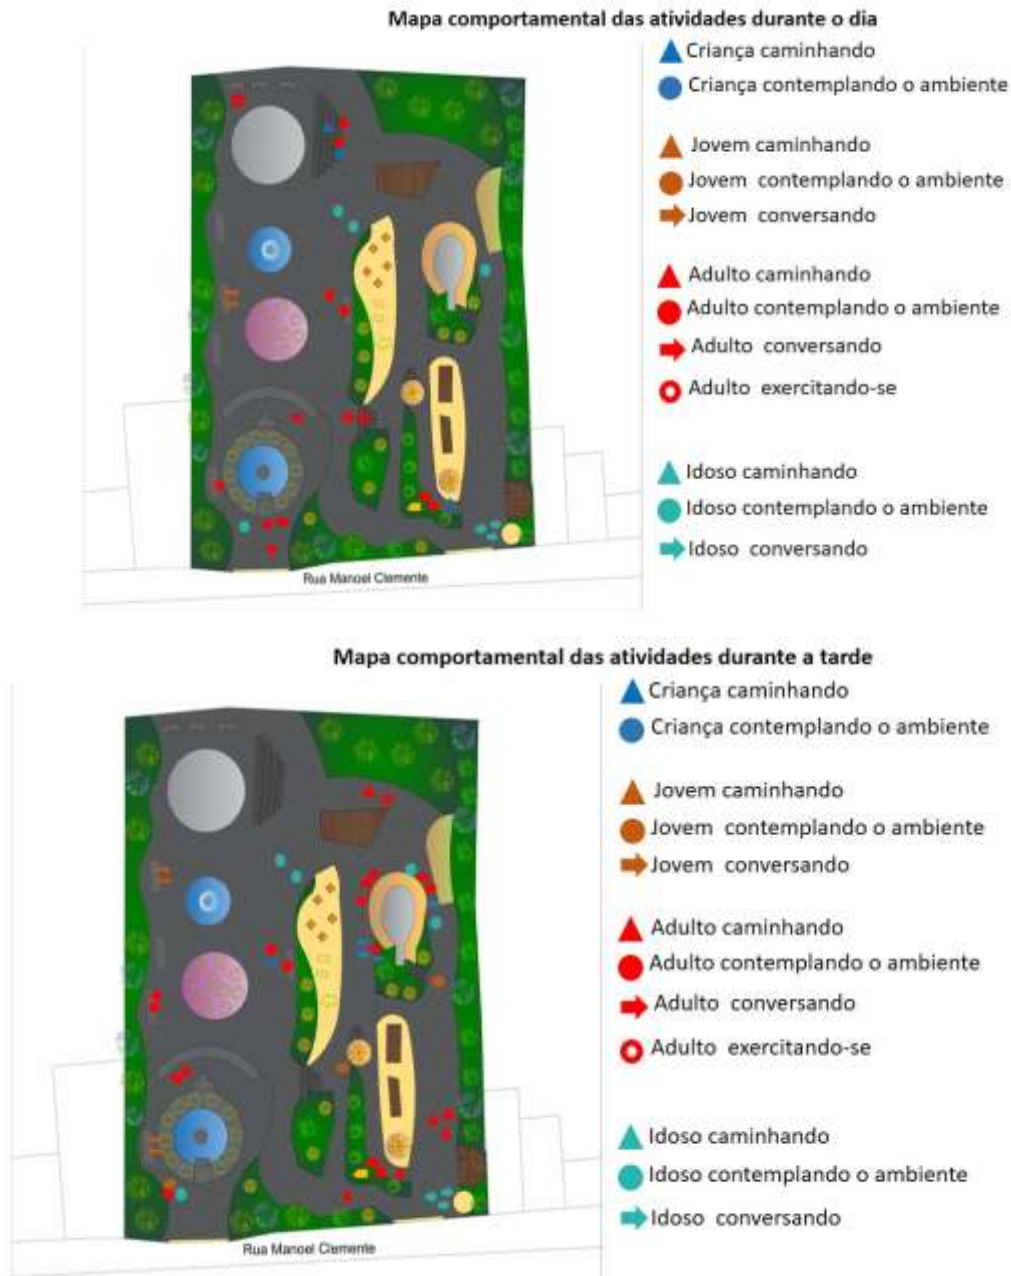 Mapa comportamental das atividades durante o dia
Criança caminhando
Criança contemplando o ambiente
Jovem caminhando
Jovem contemplando o ambiente
Jovem conversando
Adulto caminhando
Adulto contemplando o ambiente
Adulto conversando
Adulto exercitando-se
Idoso caminhando
Idoso contemplando o ambiente
Idoso conversando
Rua Manoel Clemente
Mapa comportamental das atividades durante a tarde
Criança caminhando
Criança contemplando o ambiente
Jovem caminhando
Jovem contemplando o ambiente
Jovem conversando
Adulto caminhando
Adulto contemplando o ambiente
Adulto conversando
Adulto exercitando-se
Idoso caminhando
Idoso contemplando o ambiente
Idoso conversando
Rua Manoel Clemente